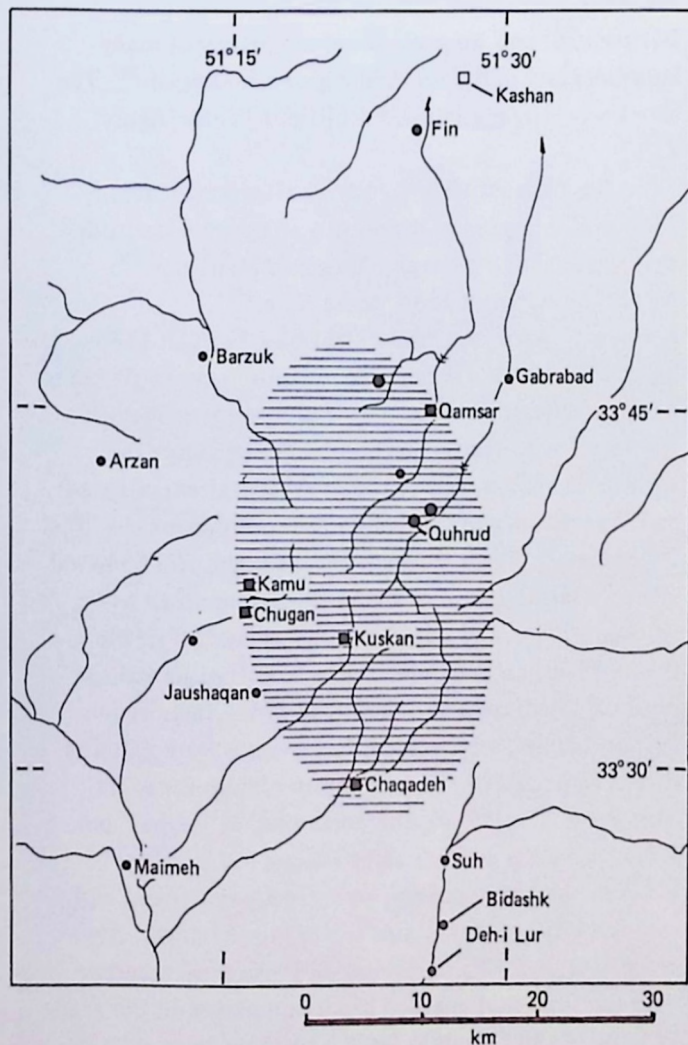 51°15′
51°30′
Kashan
Fin
Barzuk
Gabrabad
Qamsar
33°45′
Arzan
Quhrud
Kamu
Chugan
Kuskan
Jaushaqan
33°30′
Chaqadeh
Suh
Maimeh
Bidashk
Deh-i Lur
0 10 20 30
km